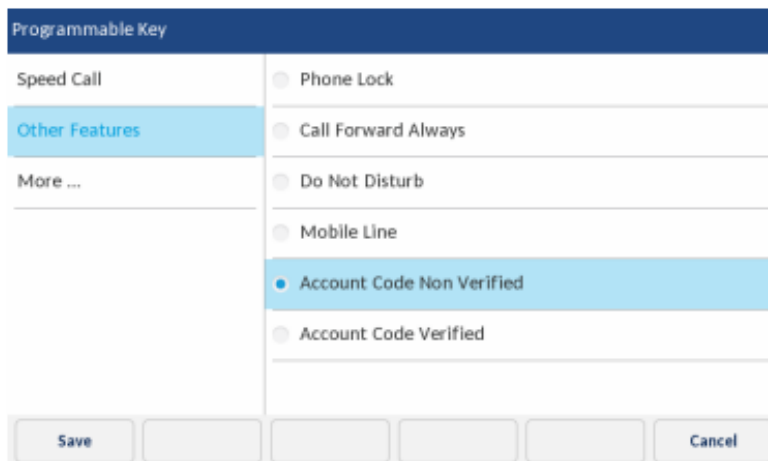 Programmable Key
Speed Call
Other Features
More ...
Phone Lock
Call Forward Always
Do Not Disturb
Mobile Line
Account Code Non Verified
Account Code Verified
Save
Cancel